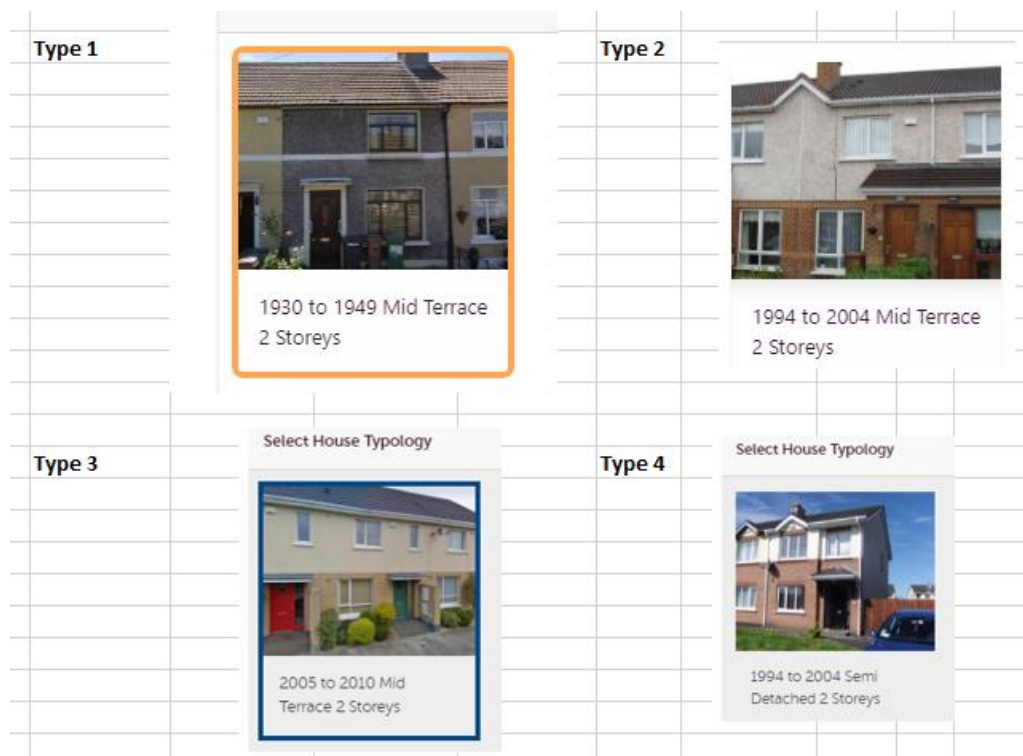 Type 1
1930 to 1949 Mid Terrace
2 Storeys
Type 2
1994 to 2004 Mid Terrace
2 Storeys
Type 3
Select House Typology
2005 to 2010 Mid
Terrace 2 Storeys
Type 4
Select House Typology
1994 to 2004 Semi
Detached 2 Storeys